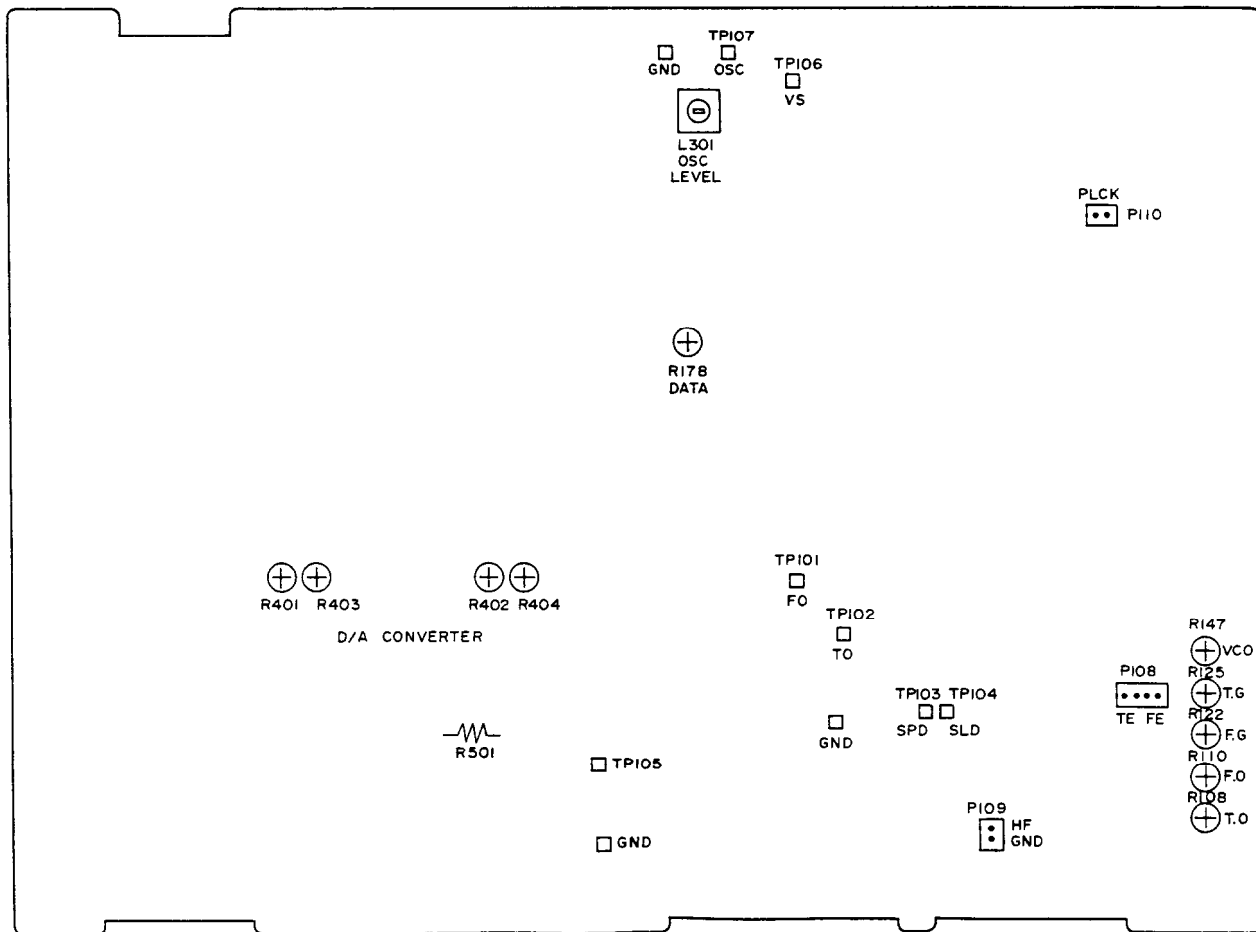 TP107
GND
OSC
TP106
VS
L301
OSC
LEVEL
PLCK
P110
R178
DATA
R401
R403
R402
R404
D/A CONVERTER
TP101
FO
TP102
TO
R147
VCO
P108
TE FE
R125
T.G
TP103
TP104
SPD
SLD
GND
R122
F.G
R501
TP105
R110
F.O
R108
T.O
P109
HF
GND
GND